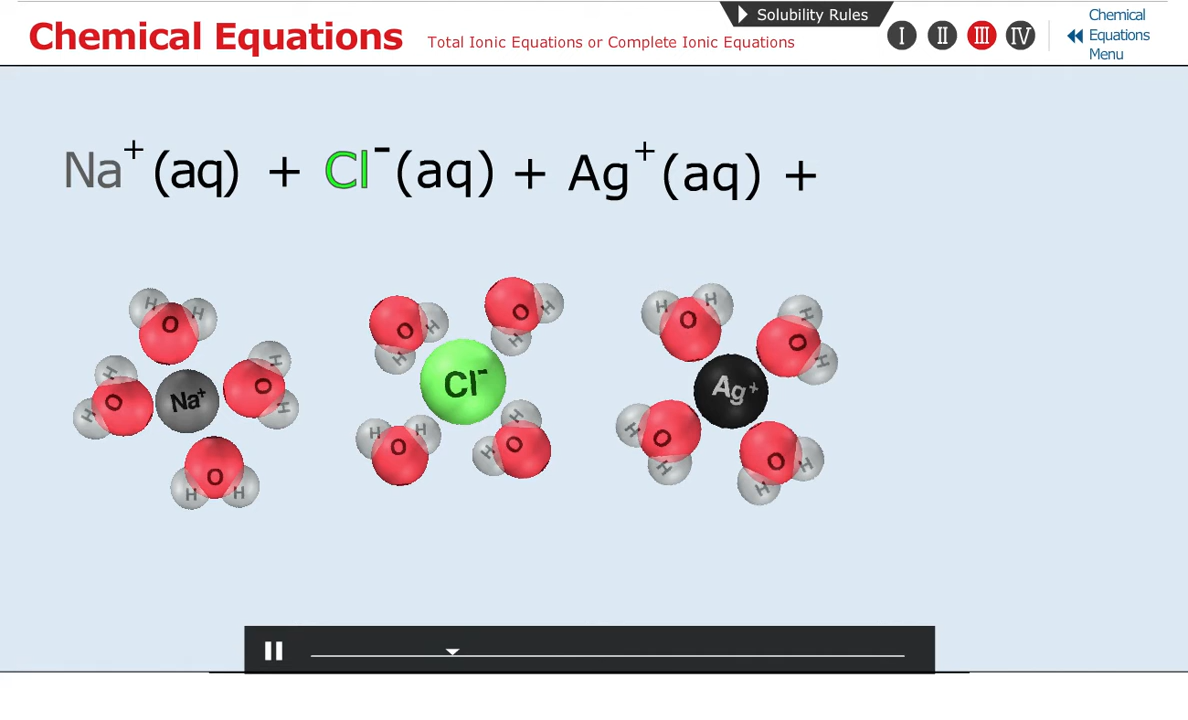 Solubility Rules
Chemical Equations
Total Ionic Equations or Complete Ionic Equations
I II III IV
Chemical
Equations
Menu
Na⁺(aq) + Cl⁻(aq) + Ag⁺(aq) +
H H O
H O H
Na⁺
O H H
O H H
O H H
O H H
Cl⁻
H H O
H O H
H H O
H O H
Ag⁺
H O H
O H H